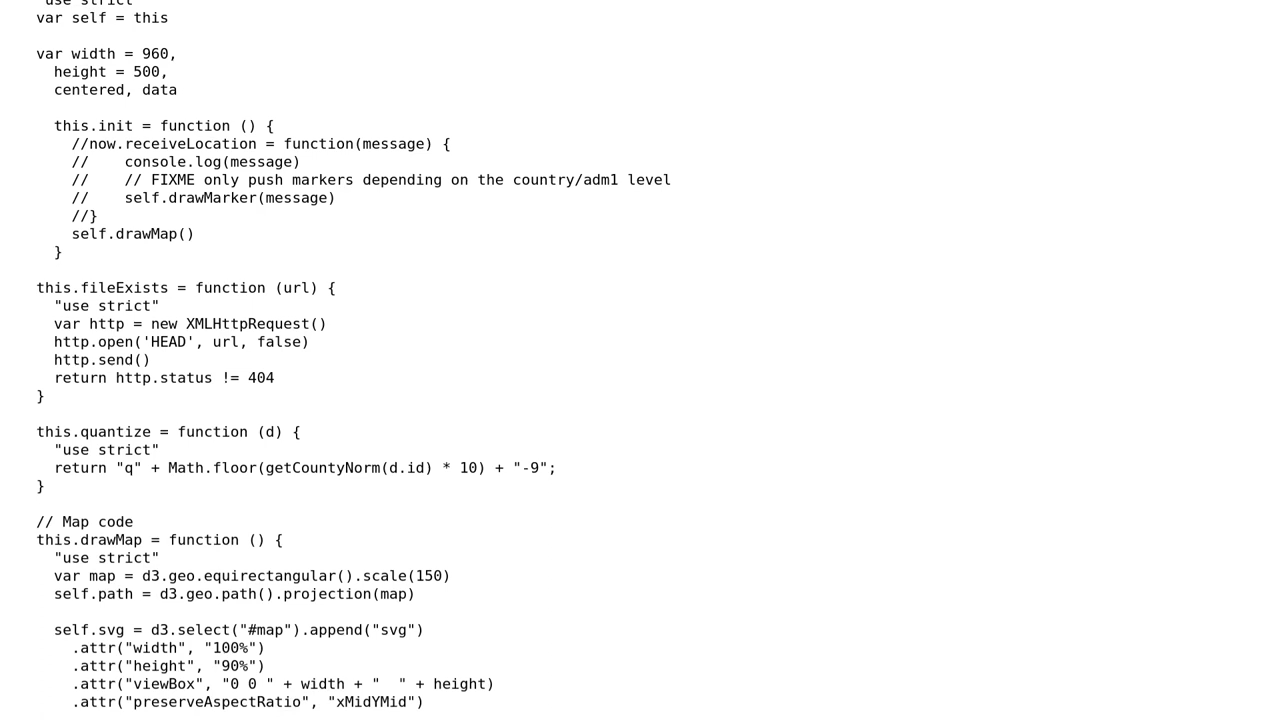 "use strict"
var self = this

var width = 960,
  height = 500,
  centered, data

  this.init = function () {
    //now.receiveLocation = function(message) {
    //    console.log(message)
    //    // FIXME only push markers depending on the country/adm1 level
    //    self.drawMarker(message)
    //}
    self.drawMap()
  }

this.fileExists = function (url) {
  "use strict"
  var http = new XMLHttpRequest()
  http.open('HEAD', url, false)
  http.send()
  return http.status != 404
}

this.quantize = function (d) {
  "use strict"
  return "q" + Math.floor(getCountyNorm(d.id) * 10) + "-9";
}

// Map code
this.drawMap = function () {
  "use strict"
  var map = d3.geo.equirectangular().scale(150)
  self.path = d3.geo.path().projection(map)

  self.svg = d3.select("#map").append("svg")
    .attr("width", "100%")
    .attr("height", "90%")
    .attr("viewBox", "0 0 " + width + "  " + height)
    .attr("preserveAspectRatio", "xMidYMid")